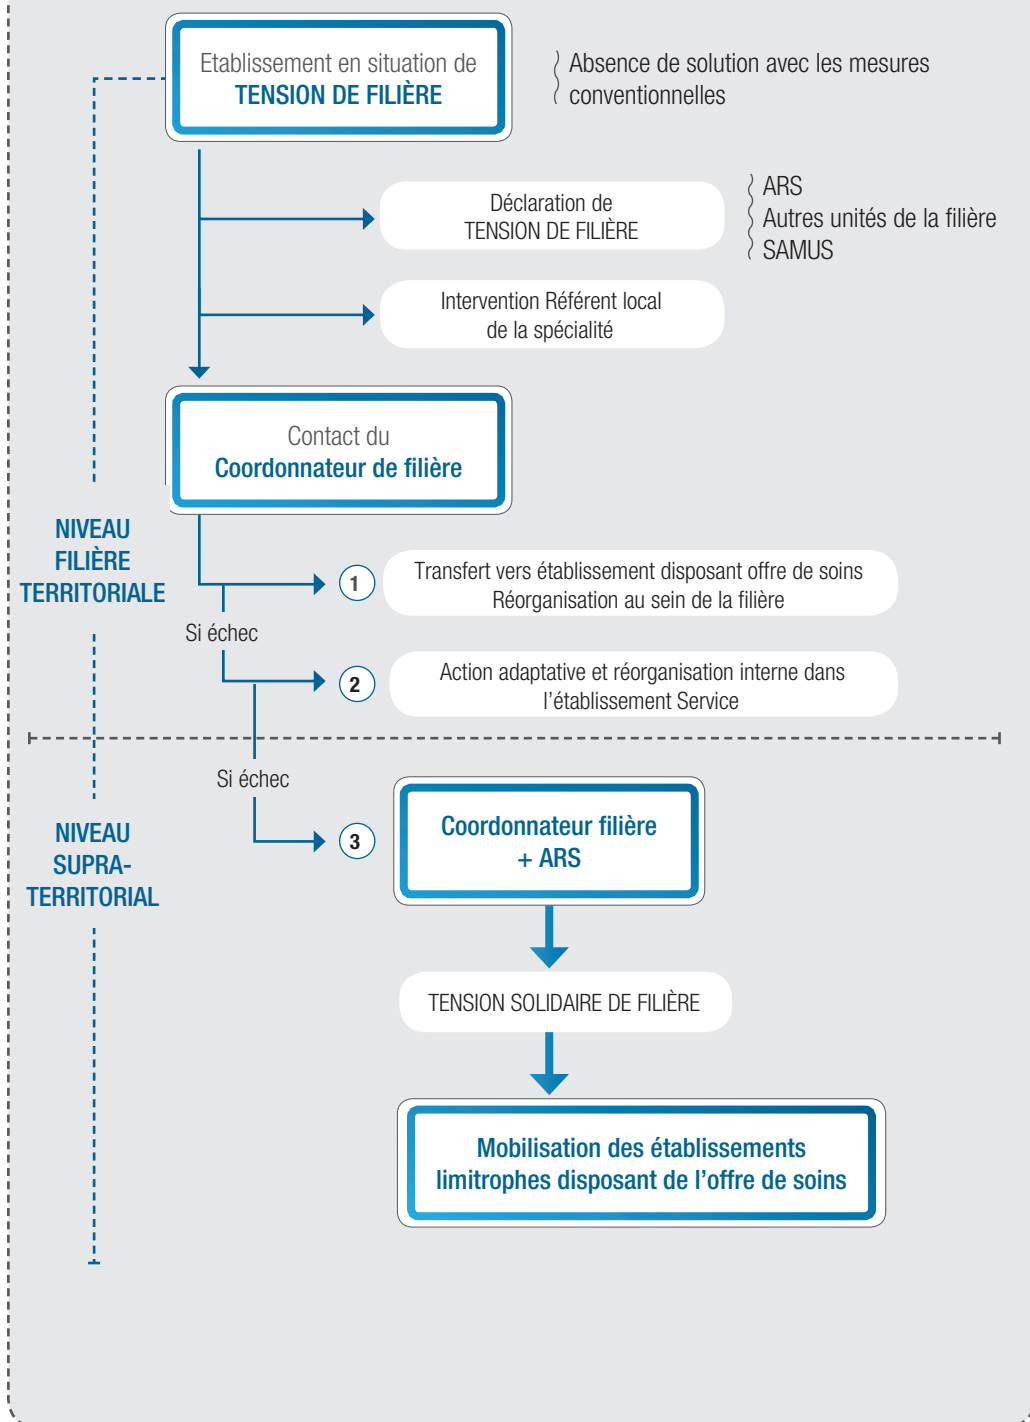 Etablissement en situation de
TENSION DE FILIÈRE
Absence de solution avec les mesures
conventionnelles
Déclaration de
TENSION DE FILIÈRE
ARS
Autres unités de la filière
SAMUS
Intervention Référent local
de la spécialité
Contact du
Coordonnateur de filière
NIVEAU
FILIÈRE
TERRITORIALE
1
Transfert vers établissement disposant offre de soins
Réorganisation au sein de la filière
Si échec
2
Action adaptative et réorganisation interne dans
l’établissement Service
Si échec
NIVEAU
SUPRA-
TERRITORIAL
3
Coordonnateur filière
+ ARS
TENSION SOLIDAIRE DE FILIÈRE
Mobilisation des établissements
limitrophes disposant de l’offre de soins